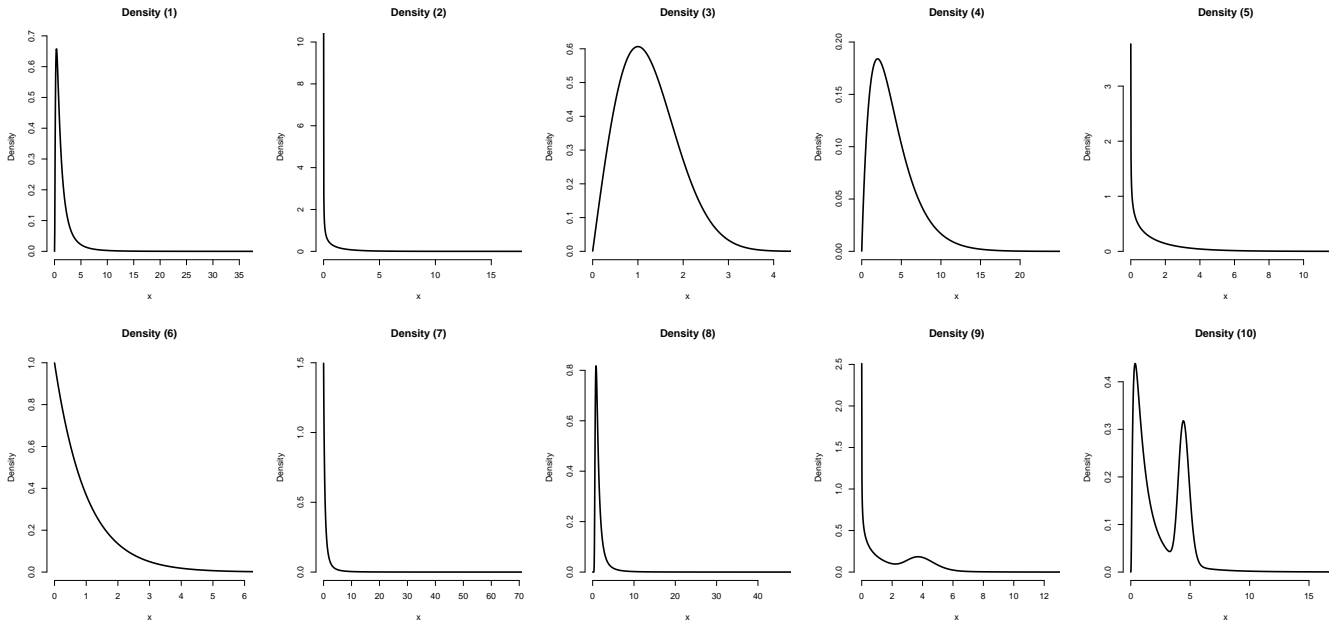 Density (1)
Density
0.0 0.1 0.2 0.3 0.4 0.5 0.6 0.7
0 5 10 15 20 25 30 35
x
Density (2)
Density
0 2 4 6 8 10
0 5 10 15
x
Density (3)
Density
0.0 0.1 0.2 0.3 0.4 0.5 0.6
0 1 2 3 4
x
Density (4)
Density
0.00 0.05 0.10 0.15 0.20
0 5 10 15 20
x
Density (5)
Density
0 1 2 3
0 2 4 6 8 10
x
Density (6)
Density
0.0 0.2 0.4 0.6 0.8 1.0
0 1 2 3 4 5 6
x
Density (7)
Density
0.0 0.5 1.0 1.5
0 10 20 30 40 50 60 70
x
Density (8)
Density
0.0 0.2 0.4 0.6 0.8
0 10 20 30 40
x
Density (9)
Density
0.0 0.5 1.0 1.5 2.0 2.5
0 2 4 6 8 10 12
x
Density (10)
Density
0.0 0.1 0.2 0.3 0.4
0 5 10 15
x